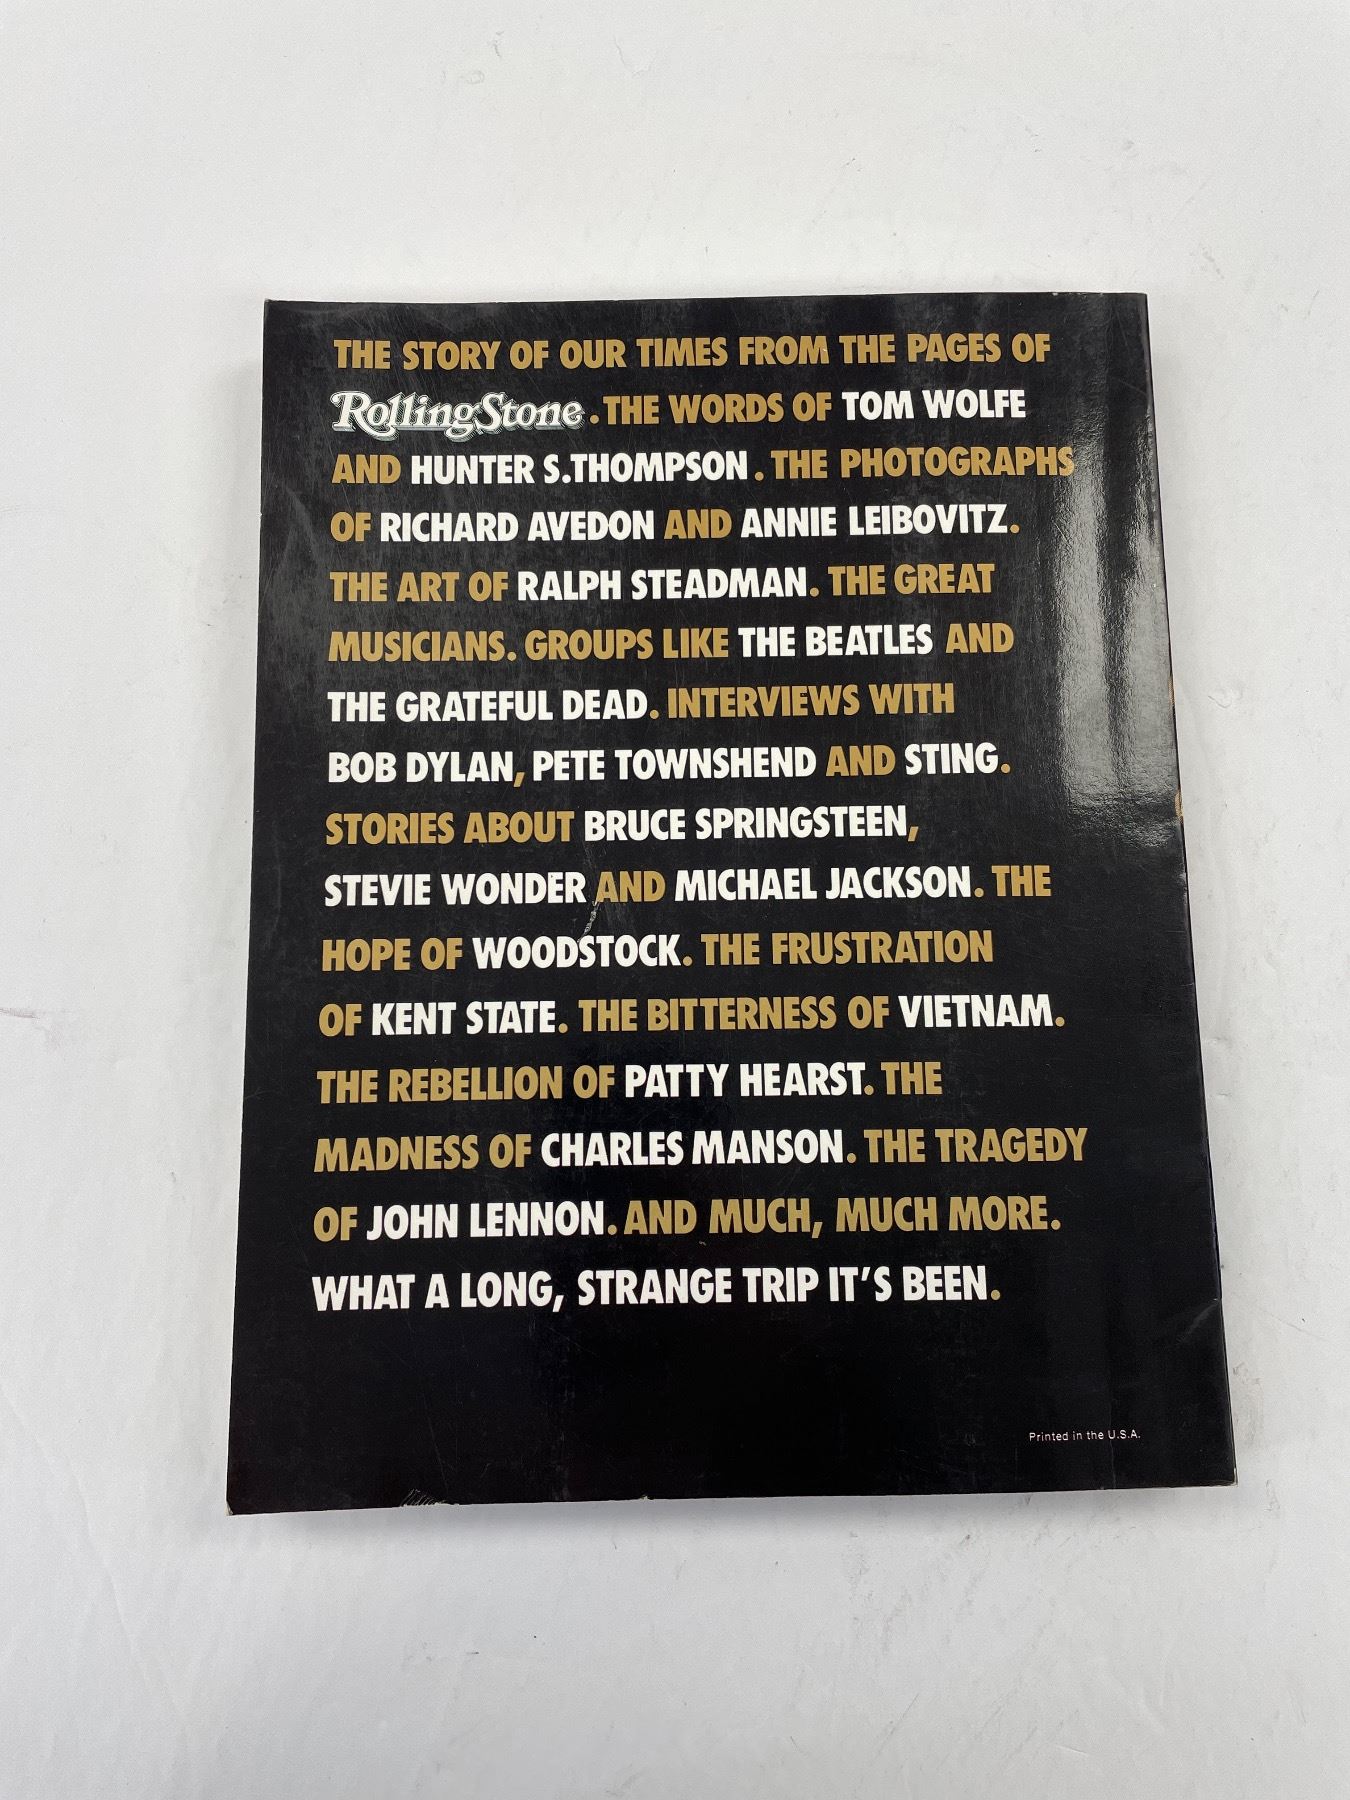 THE STORY OF OUR TIMES FROM THE PAGES OF
RollingStone. THE WORDS OF TOM WOLFE
AND HUNTER S.THOMPSON. THE PHOTOGRAPHS
OF RICHARD AVEDON AND ANNIE LEIBOVITZ.
THE ART OF RALPH STEADMAN. THE GREAT
MUSICIANS. GROUPS LIKE THE BEATLES AND
THE GRATEFUL DEAD. INTERVIEWS WITH
BOB DYLAN, PETE TOWNSHEND AND STING.
STORIES ABOUT BRUCE SPRINGSTEEN,
STEVIE WONDER AND MICHAEL JACKSON. THE
HOPE OF WOODSTOCK. THE FRUSTRATION
OF KENT STATE. THE BITTERNESS OF VIETNAM.
THE REBELLION OF PATTY HEARST. THE
MADNESS OF CHARLES MANSON. THE TRAGEDY
OF JOHN LENNON. AND MUCH, MUCH MORE.
WHAT A LONG, STRANGE TRIP IT'S BEEN.
Printed in the U.S.A.